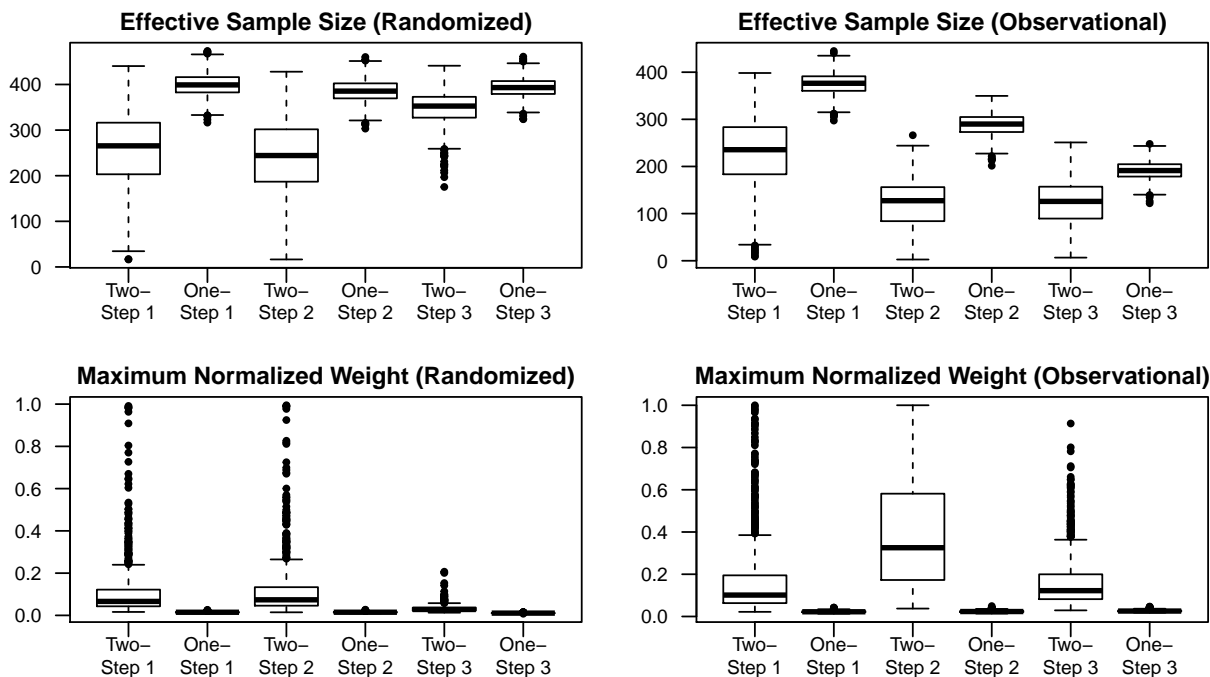 Effective Sample Size (Randomized)
400
300
200
100
0
Two−
Step 1
One−
Step 1
Two−
Step 2
One−
Step 2
Two−
Step 3
One−
Step 3
Effective Sample Size (Observational)
400
300
200
100
0
Two−
Step 1
One−
Step 1
Two−
Step 2
One−
Step 2
Two−
Step 3
One−
Step 3
Maximum Normalized Weight (Randomized)
1.0
0.8
0.6
0.4
0.2
0.0
Two−
Step 1
One−
Step 1
Two−
Step 2
One−
Step 2
Two−
Step 3
One−
Step 3
Maximum Normalized Weight (Observational)
1.0
0.8
0.6
0.4
0.2
0.0
Two−
Step 1
One−
Step 1
Two−
Step 2
One−
Step 2
Two−
Step 3
One−
Step 3